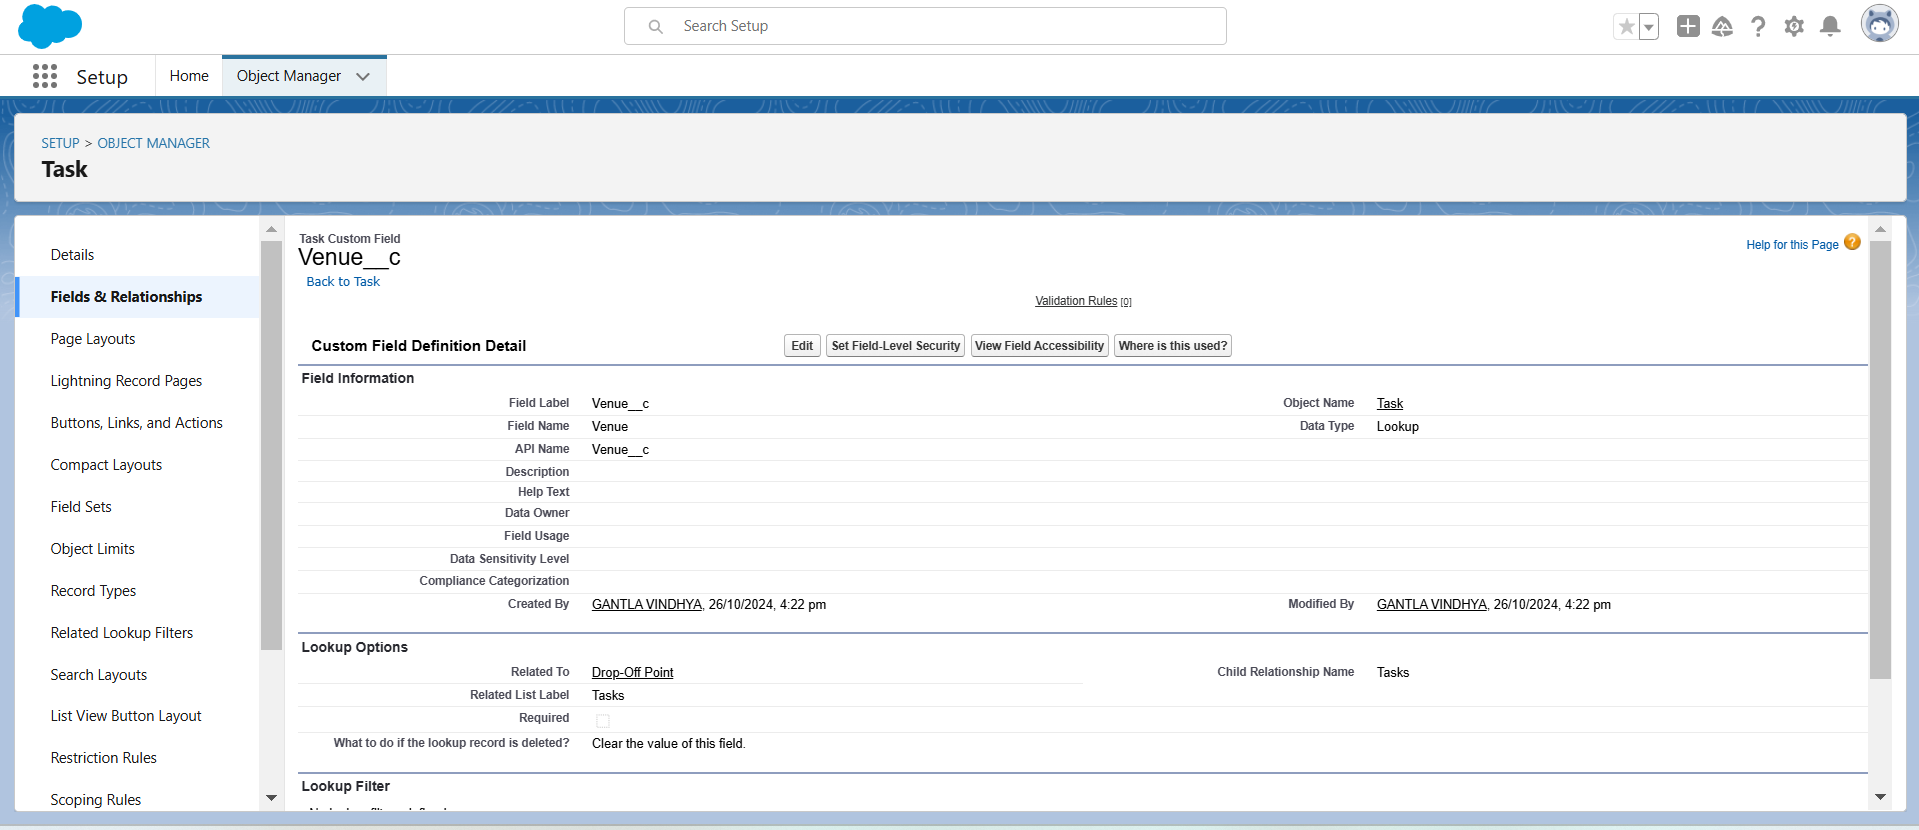 Search Setup
Setup
Home
Object Manager
SETUP > OBJECT MANAGER
Task
Details
Fields & Relationships
Page Layouts
Lightning Record Pages
Buttons, Links, and Actions
Compact Layouts
Field Sets
Object Limits
Record Types
Related Lookup Filters
Search Layouts
List View Button Layout
Restriction Rules
Scoping Rules
Task Custom Field
Venue__c
Back to Task
Help for this Page ?
Validation Rules [0]
Custom Field Definition Detail Edit Set Field-Level Security View Field Accessibility Where is this used?
Field Information
Field Label Venue__c Object Name Task
Field Name Venue Data Type Lookup
API Name Venue__c
Description
Help Text
Data Owner
Field Usage
Data Sensitivity Level
Compliance Categorization
Created By GANTLA VINDHYA, 26/10/2024, 4:22 pm Modified By GANTLA VINDHYA, 26/10/2024, 4:22 pm
Lookup Options
Related To Drop-Off Point Child Relationship Name Tasks
Related List Label Tasks
Required
What to do if the lookup record is deleted? Clear the value of this field.
Lookup Filter